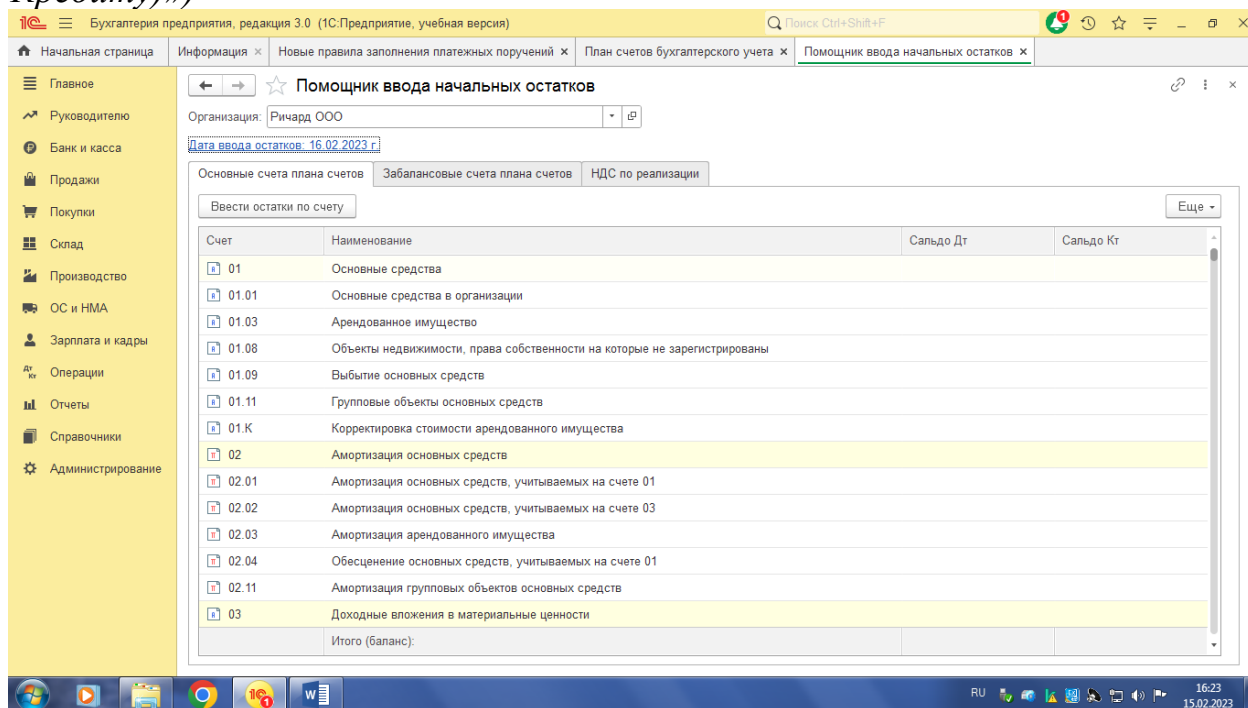 Кредиту)»)
1С Бухгалтерия предприятия, редакция 3.0 (1С:Предприятие, учебная версия) Поиск Ctrl+Shift+F 4
Начальная страница Информация × Новые правила заполнения платежных поручений × План счетов бухгалтерского учета × Помощник ввода начальных остатков ×
Главное
Руководителю
Банк и касса
Продажи
Покупки
Склад
Производство
ОС и НМА
Зарплата и кадры
Дт Кт Операции
Отчеты
Справочники
Администрирование
Помощник ввода начальных остатков
Организация: Ричард ООО
Дата ввода остатков: 16.02.2023 г.
Основные счета плана счетов Забалансовые счета плана счетов НДС по реализации
Ввести остатки по счету Еще
Счет Наименование Сальдо Дт Сальдо Кт
01 Основные средства
01.01 Основные средства в организации
01.03 Арендованное имущество
01.08 Объекты недвижимости, права собственности на которые не зарегистрированы
01.09 Выбытие основных средств
01.11 Групповые объекты основных средств
01.К Корректировка стоимости арендованного имущества
02 Амортизация основных средств
02.01 Амортизация основных средств, учитываемых на счете 01
02.02 Амортизация основных средств, учитываемых на счете 03
02.03 Амортизация арендованного имущества
02.04 Обесценение основных средств, учитываемых на счете 01
02.11 Амортизация групповых объектов основных средств
03 Доходные вложения в материальные ценности
Итого (баланс):
RU 16:23
15.02.2023